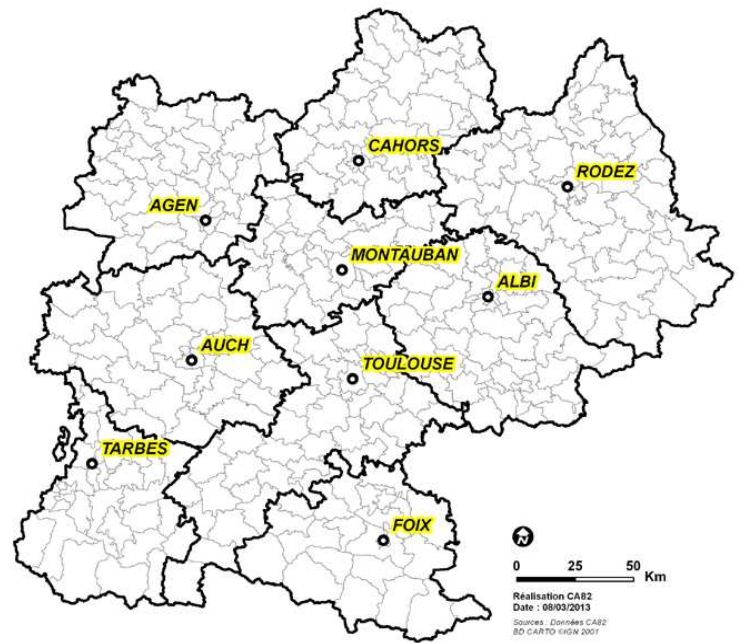 CAHORS
RODEZ
AGEN
MONTAUBAN
ALBI
AUCH
TOULOUSE
TARBES
FOIX
N
0 25 50 Km
Réalisation CA82
Date : 08/03/2013
Sources : Données CA82
BD CARTO ©IGN 2001